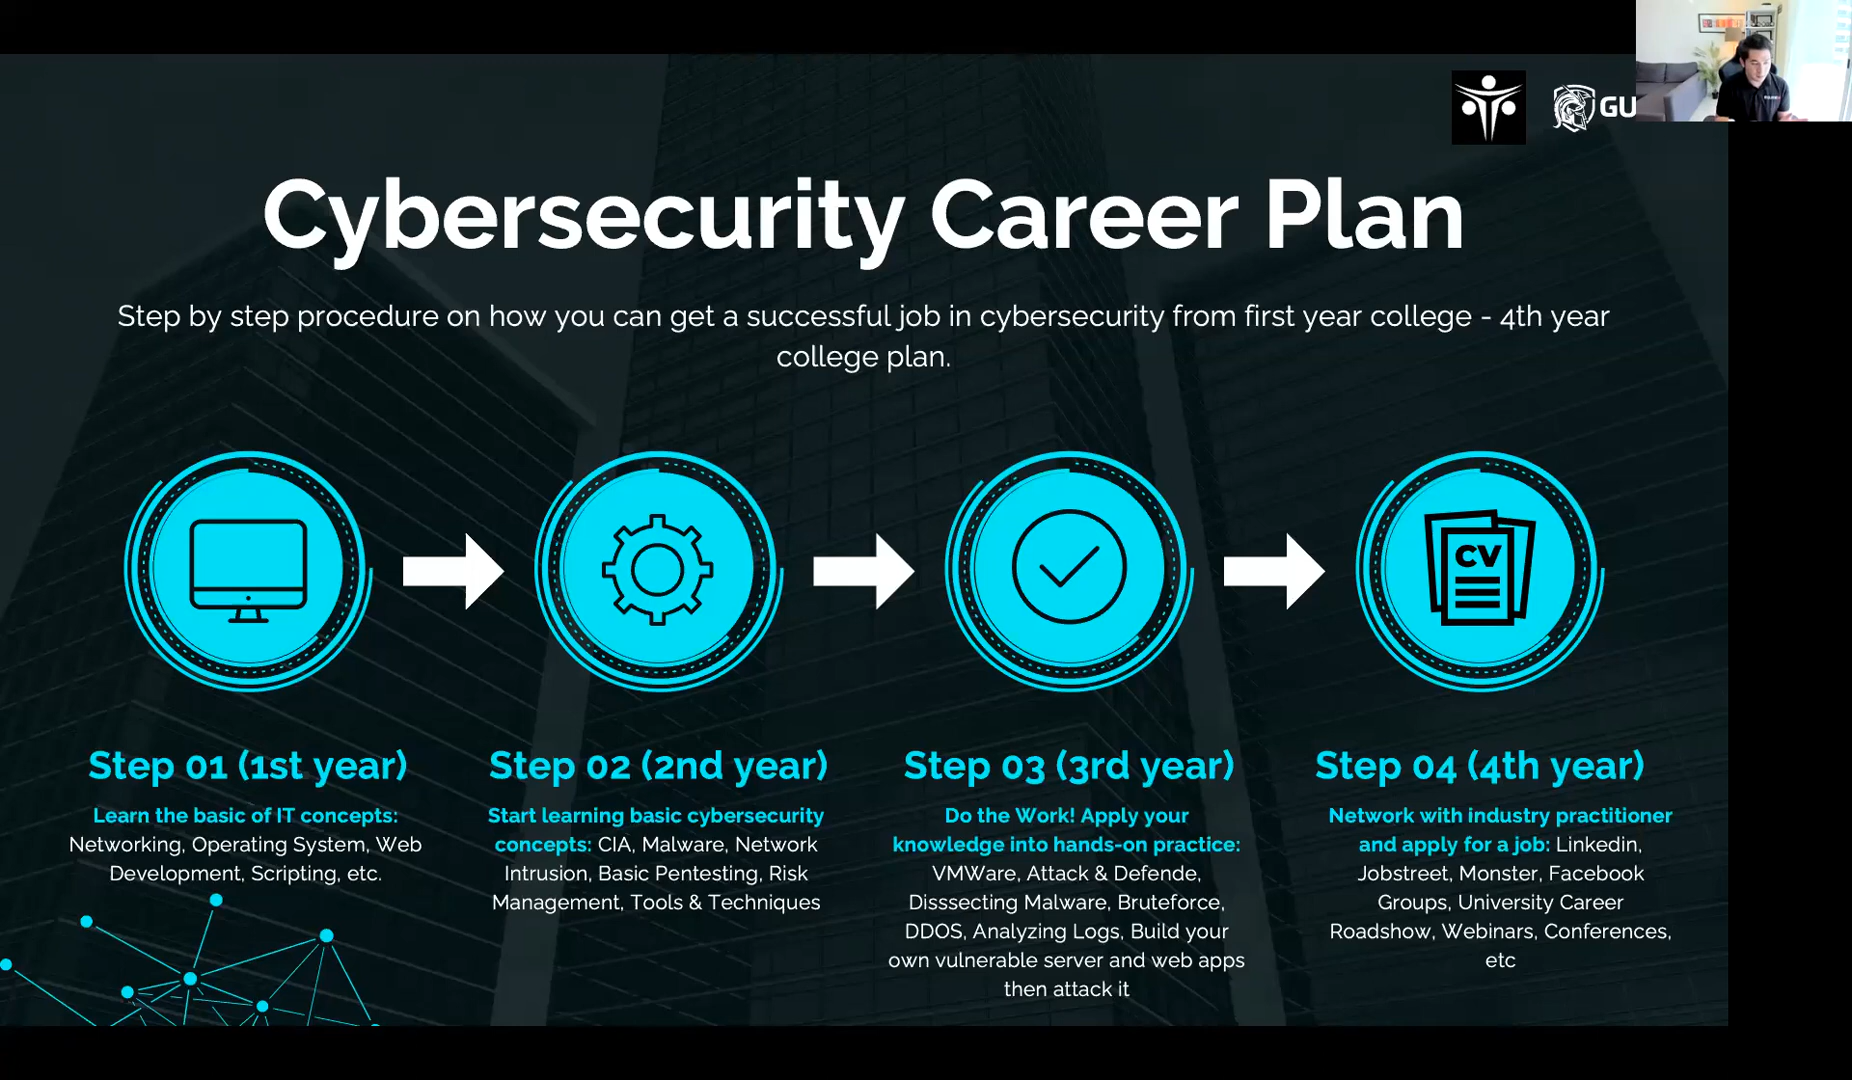 GU
Cybersecurity Career Plan
Step by step procedure on how you can get a successful job in cybersecurity from first year college - 4th year
college plan.
CV
Step 01 (1st year)
Learn the basic of IT concepts:
Networking, Operating System, Web
Development, Scripting, etc.
Step 02 (2nd year)
Start learning basic cybersecurity
concepts: CIA, Malware, Network
Intrusion, Basic Pentesting, Risk
Management, Tools & Techniques
Step 03 (3rd year)
Do the Work! Apply your
knowledge into hands-on practice:
VMWare, Attack & Defende,
Disssecting Malware, Bruteforce,
DDOS, Analyzing Logs, Build your
own vulnerable server and web apps
then attack it
Step 04 (4th year)
Network with industry practitioner
and apply for a job: Linkedin,
Jobstreet, Monster, Facebook
Groups, University Career
Roadshow, Webinars, Conferences,
etc